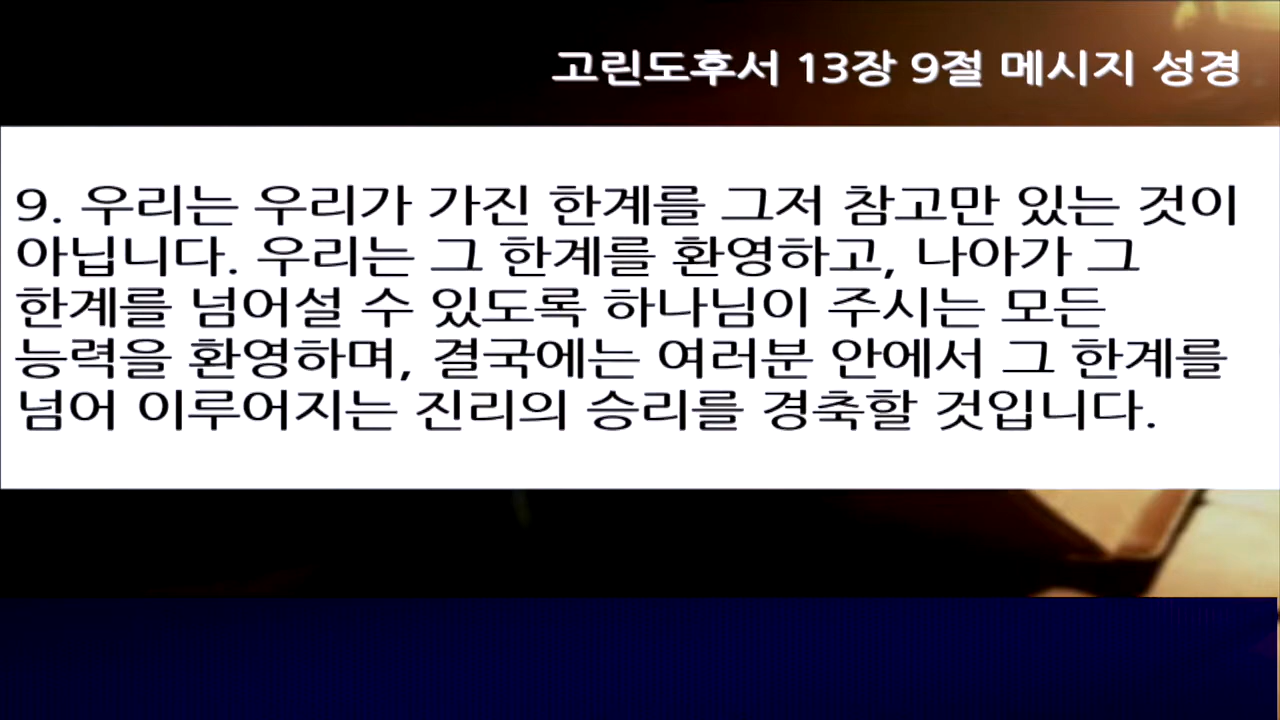 고린도후서 13장 9절 메시지 성경
9. 우리는 우리가 가진 한계를 그저 참고만 있는 것이
아닙니다. 우리는 그 한계를 환영하고, 나아가 그
한계를 넘어설 수 있도록 하나님이 주시는 모든
능력을 환영하며, 결국에는 여러분 안에서 그 한계를
넘어 이루어지는 진리의 승리를 경축할 것입니다.